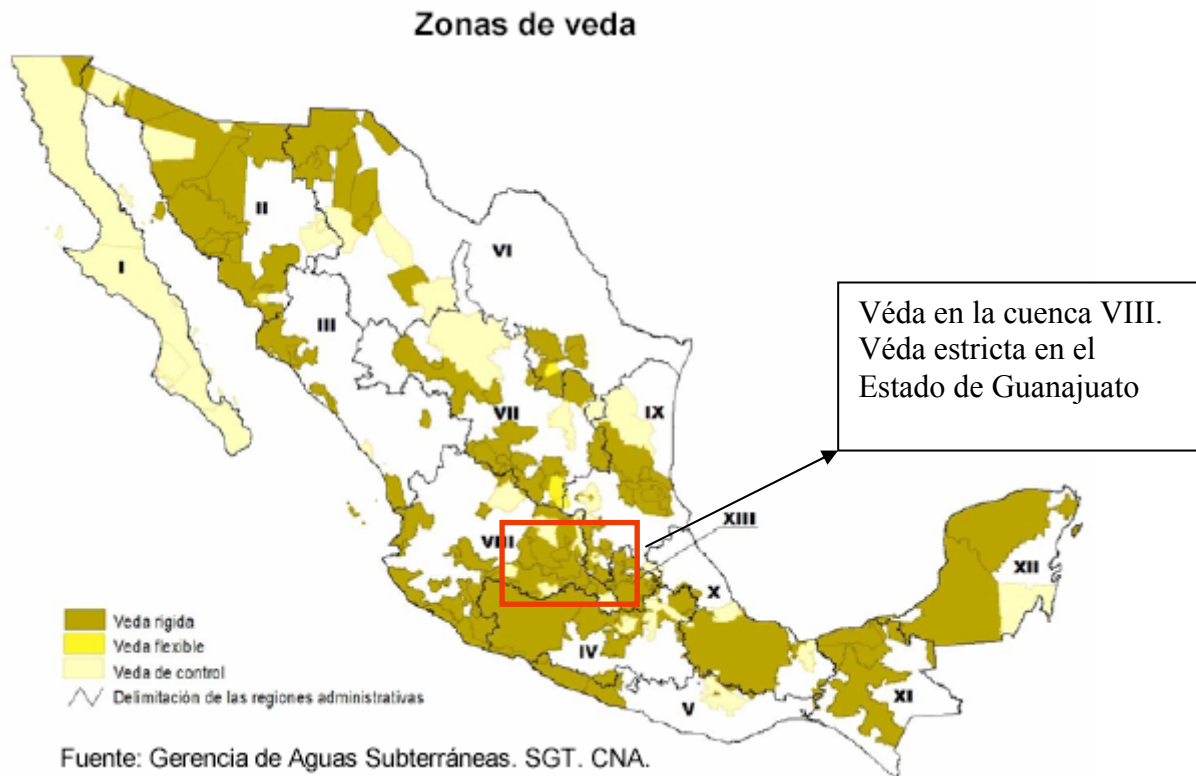 Zonas de veda
I
II
III
VI
VII
IX
VIII
XIII
X
XII
IV
V
XI
Véda en la cuenca VIII.
Véda estricta en el
Estado de Guanajuato
Veda rigida
Veda flexible
Veda de control
Delimitación de las regiones administrativas
Fuente: Gerencia de Aguas Subterráneas. SGT. CNA.